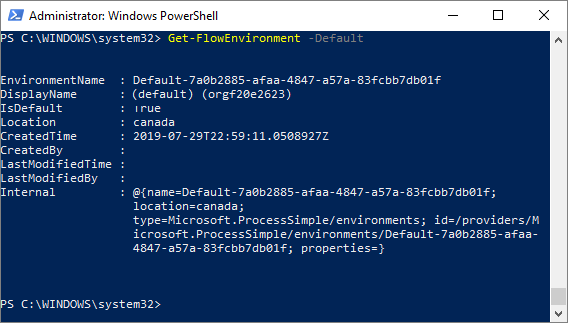 Administrator: Windows PowerShell
PS C:\WINDOWS\system32> Get-FlowEnvironment -Default
EnvironmentName  : Default-7a0b2885-afaa-4847-a57a-83fcbb7db01f
DisplayName      : (default) (orgf20e2623)
IsDefault        : True
Location         : canada
CreatedTime      : 2019-07-29T22:59:11.0508927Z
CreatedBy        :
LastModifiedTime :
LastModifiedBy   :
Internal         : @{name=Default-7a0b2885-afaa-4847-a57a-83fcbb7db01f;
location=canada;
type=Microsoft.ProcessSimple/environments; id=/providers/M
icrosoft.ProcessSimple/environments/Default-7a0b2885-afaa-
4847-a57a-83fcbb7db01f; properties=}
PS C:\WINDOWS\system32>